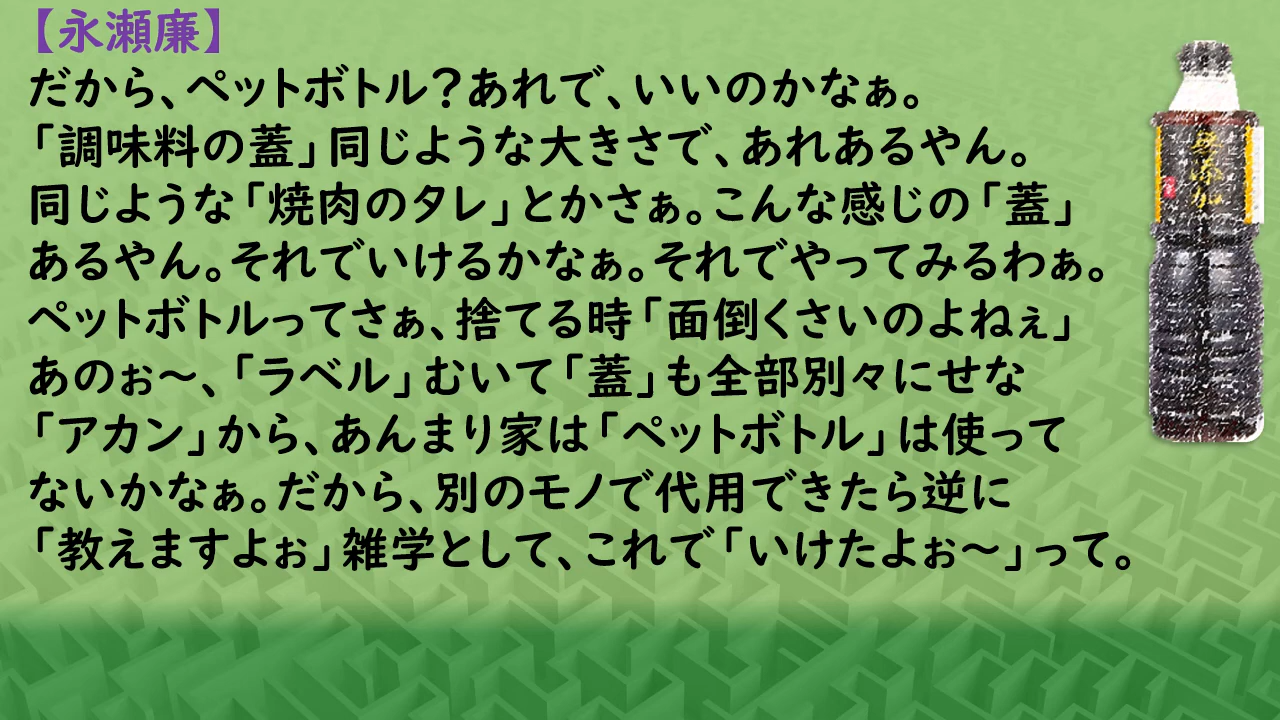 【永瀬廉】
だから、ペットボトル？あれで、いいのかなぁ。
「調味料の蓋」同じような大きさで、あれあるやん。
同じような「焼肉のタレ」とかさぁ。こんな感じの「蓋」
あるやん。それでいけるかなぁ。それでやってみるわぁ。
ペットボトルってさぁ、捨てる時「面倒くさいのよねぇ」
あのぉ～、「ラベル」むいて「蓋」も全部別々にせな
「アカン」から、あんまり家は「ペットボトル」は使って
ないかなぁ。だから、別のモノで代用できたら逆に
「教えますよぉ」雑学として、これで「いけたよぉ～」って。